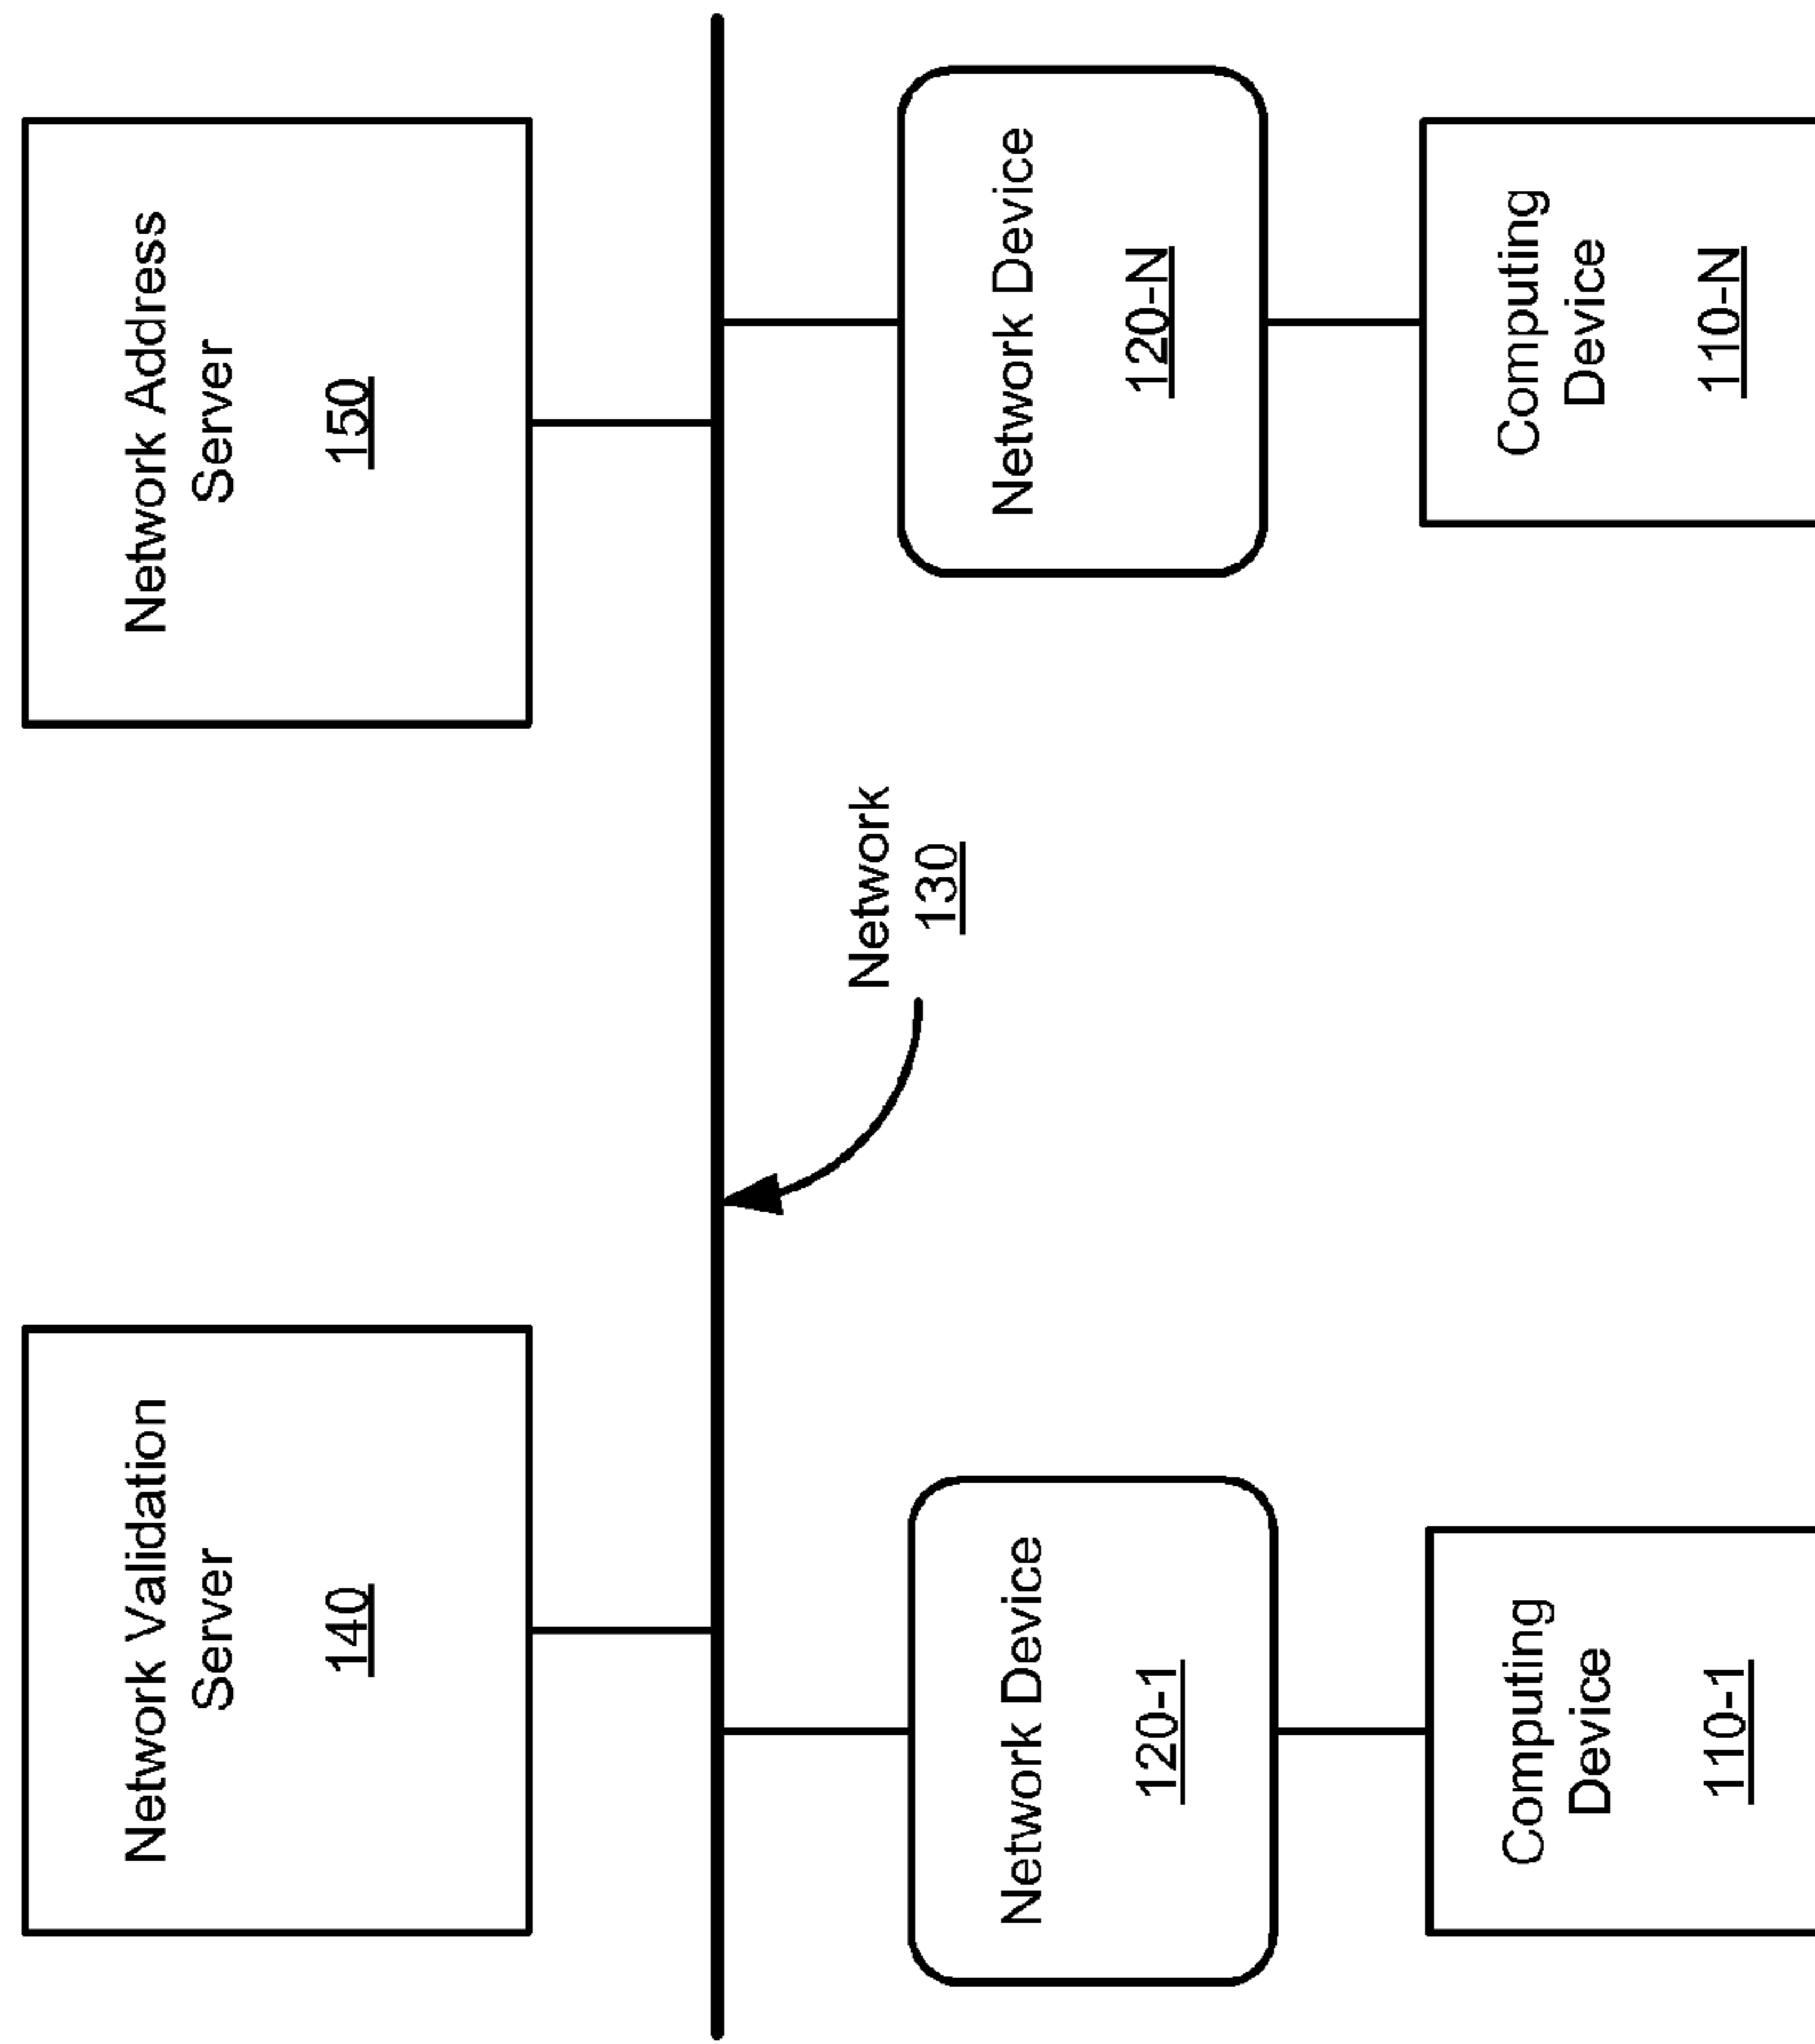 Network Validation
Server
140
Network Address
Server
150
Network
130
Network Device
120-1
Network Device
120-N
Computing
Device
110-1
Computing
Device
110-N